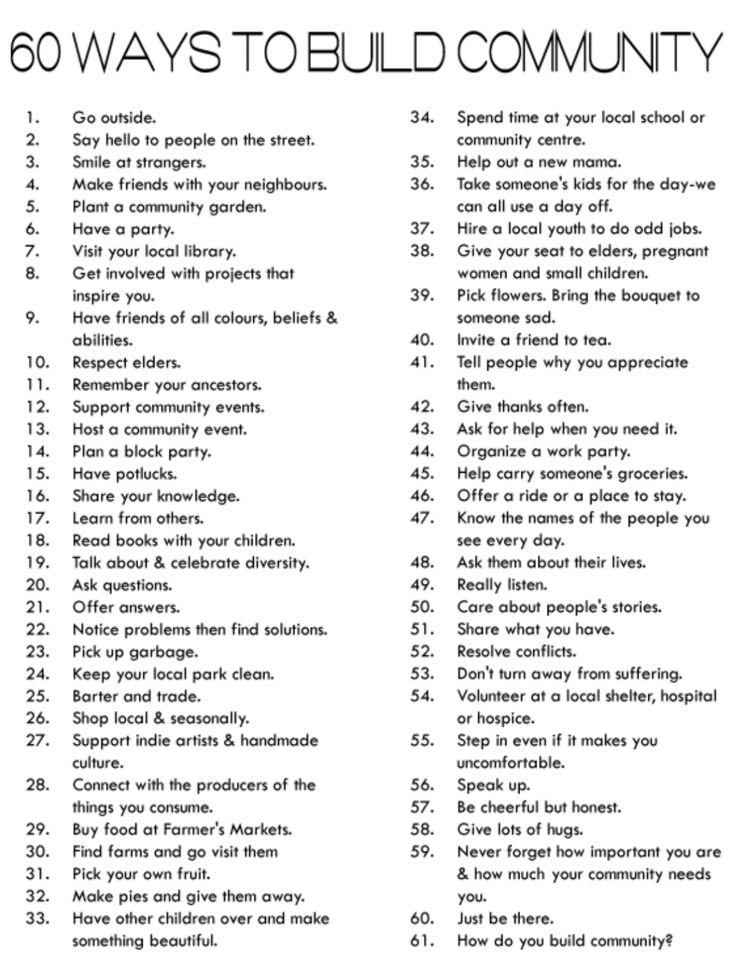 60 WAYS TO BUILD COMMUNITY
1. Go outside.
2. Say hello to people on the street.
3. Smile at strangers.
4. Make friends with your neighbours.
5. Plant a community garden.
6. Have a party.
7. Visit your local library.
8. Get involved with projects that
inspire you.
9. Have friends of all colours, beliefs &
abilities.
10. Respect elders.
11. Remember your ancestors.
12. Support community events.
13. Host a community event.
14. Plan a block party.
15. Have potlucks.
16. Share your knowledge.
17. Learn from others.
18. Read books with your children.
19. Talk about & celebrate diversity.
20. Ask questions.
21. Offer answers.
22. Notice problems then find solutions.
23. Pick up garbage.
24. Keep your local park clean.
25. Barter and trade.
26. Shop local & seasonally.
27. Support indie artists & handmade
culture.
28. Connect with the producers of the
things you consume.
29. Buy food at Farmer's Markets.
30. Find farms and go visit them
31. Pick your own fruit.
32. Make pies and give them away.
33. Have other children over and make
something beautiful.
34. Spend time at your local school or
community centre.
35. Help out a new mama.
36. Take someone's kids for the day-we
can all use a day off.
37. Hire a local youth to do odd jobs.
38. Give your seat to elders, pregnant
women and small children.
39. Pick flowers. Bring the bouquet to
someone sad.
40. Invite a friend to tea.
41. Tell people why you appreciate
them.
42. Give thanks often.
43. Ask for help when you need it.
44. Organize a work party.
45. Help carry someone's groceries.
46. Offer a ride or a place to stay.
47. Know the names of the people you
see every day.
48. Ask them about their lives.
49. Really listen.
50. Care about people's stories.
51. Share what you have.
52. Resolve conflicts.
53. Don't turn away from suffering.
54. Volunteer at a local shelter, hospital
or hospice.
55. Step in even if it makes you
uncomfortable.
56. Speak up.
57. Be cheerful but honest.
58. Give lots of hugs.
59. Never forget how important you are
& how much your community needs
you.
60. Just be there.
61. How do you build community?